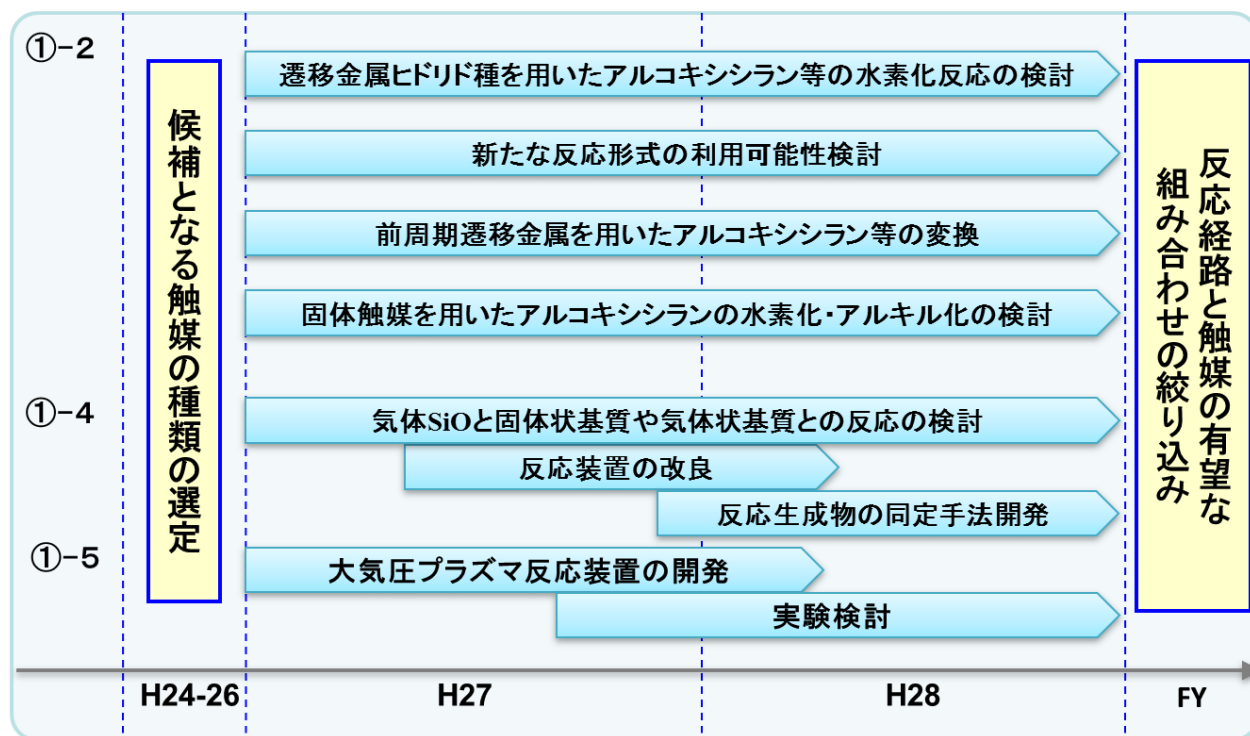 ①-2
候補となる触媒の種類の選定
遷移金属ヒドリド種を用いたアルコキシシラン等の水素化反応の検討
新たな反応形式の利用可能性検討
前周期遷移金属を用いたアルコキシシラン等の変換
固体触媒を用いたアルコキシシランの水素化・アルキル化の検討
①-4
気体SiOと固体状基質や気体状基質との反応の検討
反応装置の改良
反応生成物の同定手法開発
①-5
大気圧プラズマ反応装置の開発
実験検討
反応経路と触媒の有望な
組み合わせの絞り込み
H24-26
H27
H28
FY